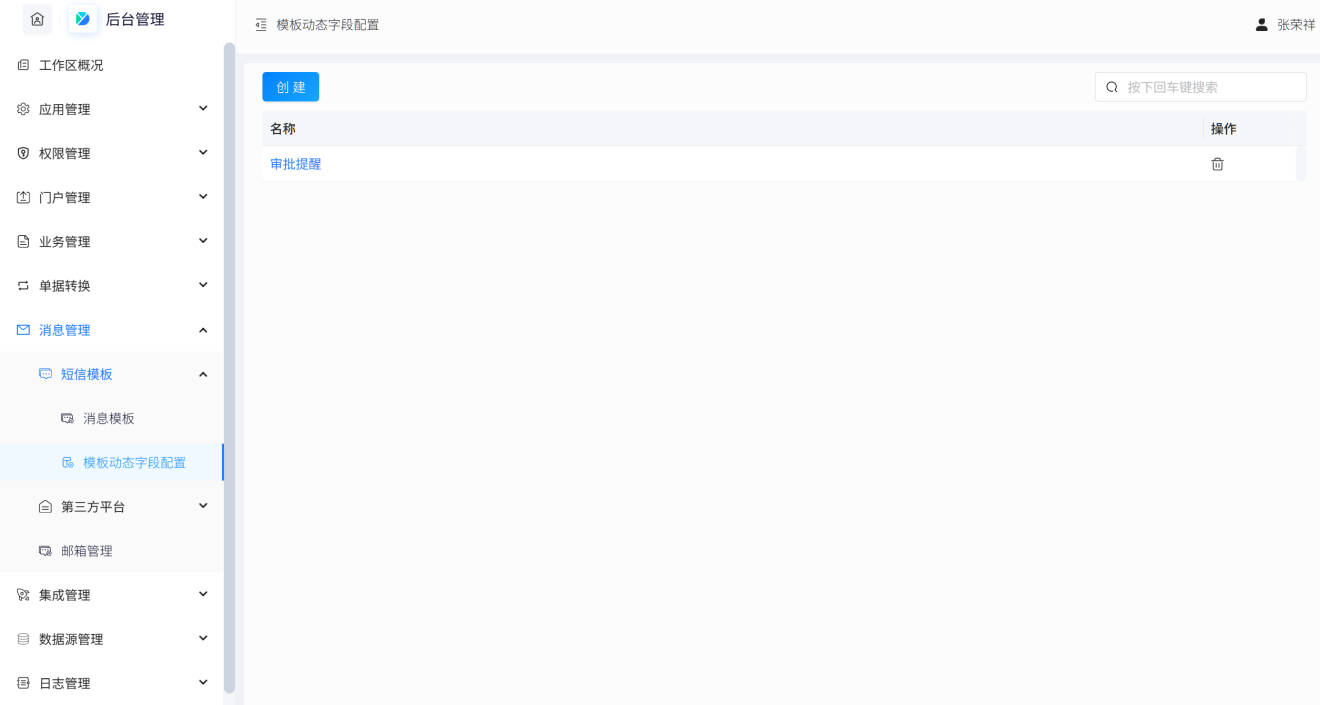 后台管理
工作区概况
应用管理
权限管理
门户管理
业务管理
单据转换
消息管理
短信模板
消息模板
模板动态字段配置
第三方平台
邮箱管理
集成管理
数据源管理
日志管理
模板动态字段配置
张荣祥
创 建
按下回车键搜索
名称
操作
审批提醒